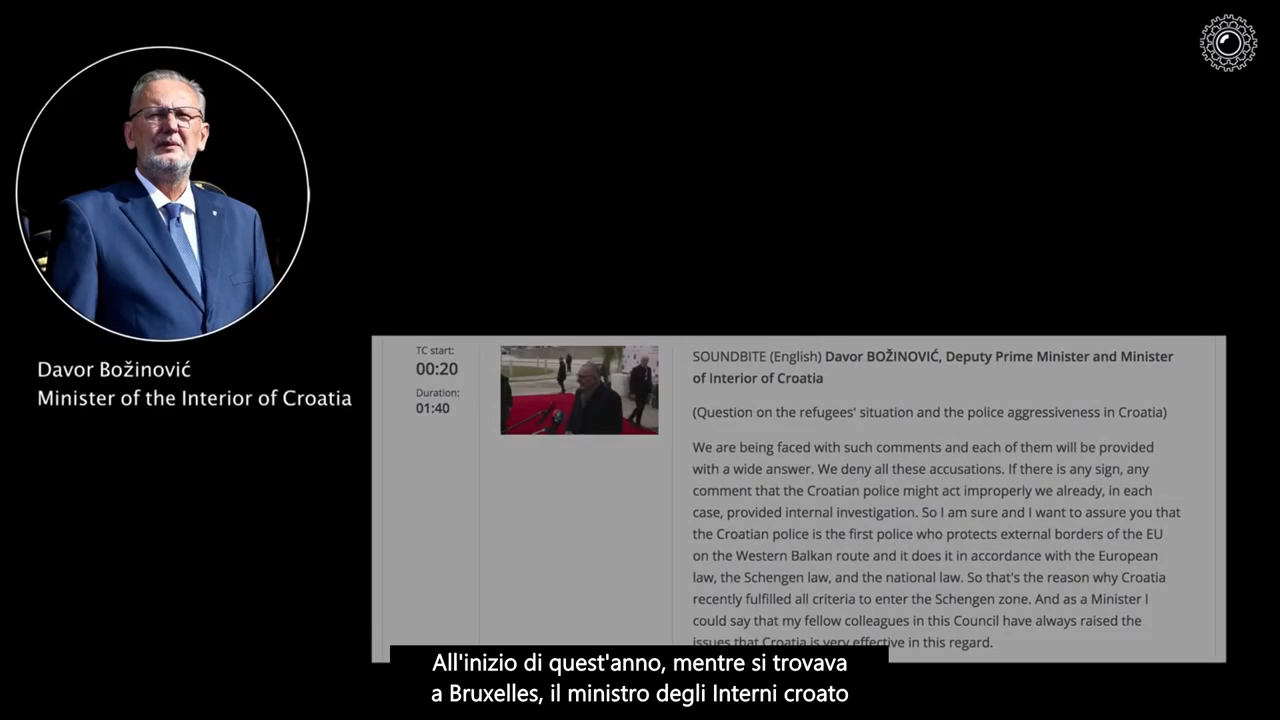 Davor Božinović
Minister of the Interior of Croatia
TC start:
00:20
Duration:
01:40
SOUNDBITE (English) Davor BOŽINOVIĆ, Deputy Prime Minister and Minister
of Interior of Croatia
(Question on the refugees' situation and the police aggressiveness in Croatia)
We are being faced with such comments and each of them will be provided
with a wide answer. We deny all these accusations. If there is any sign, any
comment that the Croatian police might act improperly we already, in each
case, provided internal investigation. So I am sure and I want to assure you that
the Croatian police is the first police who protects external borders of the EU
on the Western Balkan route and it does it in accordance with the European
law, the Schengen law, and the national law. So that's the reason why Croatia
recently fulfilled all criteria to enter the Schengen zone. And as a Minister I
could say that my fellow colleagues in this Council have always raised the
issues that Croatia is very effective in this regard.
All'inizio di quest'anno, mentre si trovava
a Bruxelles, il ministro degli Interni croato